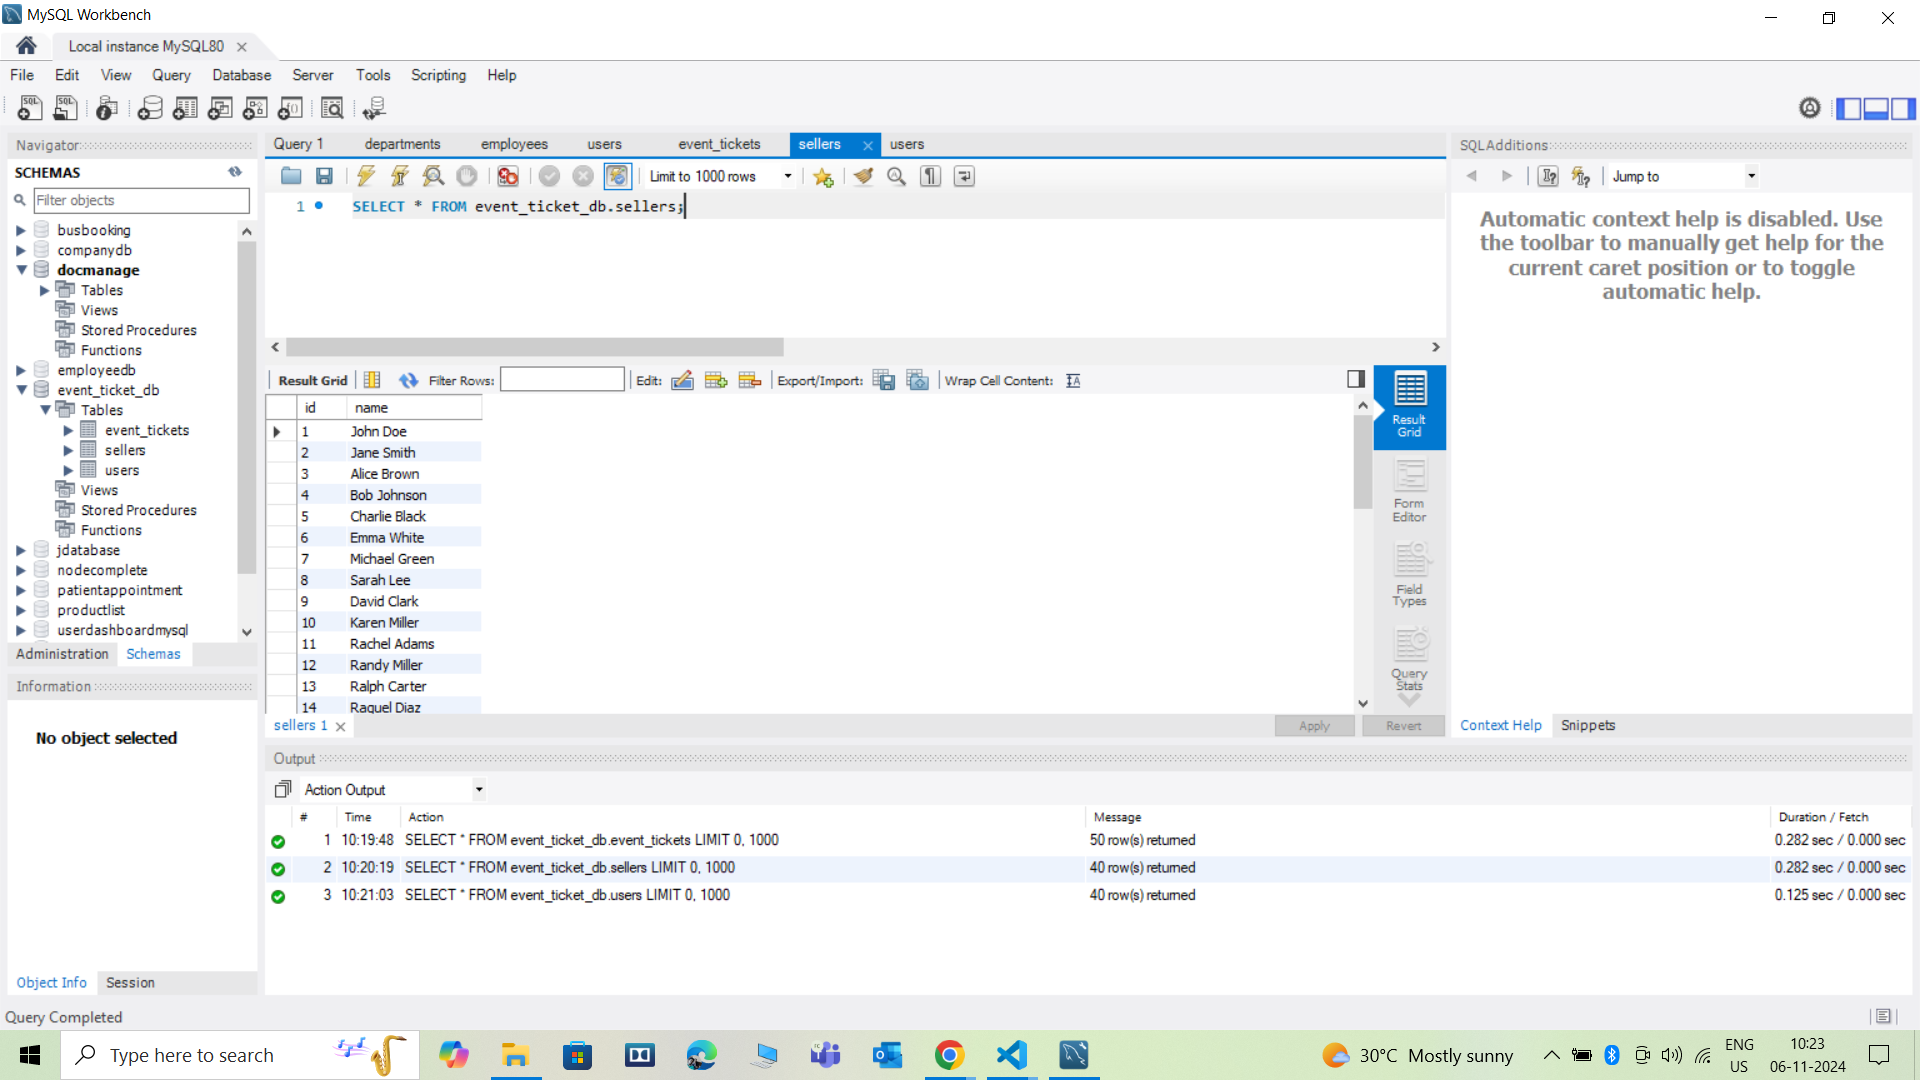 MySQL Workbench
Local instance MySQL80
File Edit View Query Database Server Tools Scripting Help
Navigator
SCHEMAS
Filter objects
busbooking
companydb
docmanage
Tables
Views
Stored Procedures
Functions
employeedb
event_ticket_db
Tables
event_tickets
sellers
users
Views
Stored Procedures
Functions
jdatabase
nodecomplete
patientappointment
productlist
userdashboardmysql
Administration Schemas
Information
No object selected
Object Info Session
Query 1 departments employees users event_tickets sellers users
Limit to 1000 rows
1 SELECT * FROM event_ticket_db.sellers;
Result Grid Filter Rows: Edit: Export/Import: Wrap Cell Content:
id name
1 John Doe
2 Jane Smith
3 Alice Brown
4 Bob Johnson
5 Charlie Black
6 Emma White
7 Michael Green
8 Sarah Lee
9 David Clark
10 Karen Miller
11 Rachel Adams
12 Randy Miller
13 Ralph Carter
14 Raquel Diaz
Result Grid
Form Editor
Field Types
Query Stats
sellers 1
Apply Revert
SQLAdditions
Jump to
Automatic context help is disabled. Use
the toolbar to manually get help for the
current caret position or to toggle
automatic help.
Context Help Snippets
Output
Action Output
# Time Action Message Duration / Fetch
1 10:19:48 SELECT * FROM event_ticket_db.event_tickets LIMIT 0, 1000 50 row(s) returned 0.282 sec / 0.000 sec
2 10:20:19 SELECT * FROM event_ticket_db.sellers LIMIT 0, 1000 40 row(s) returned 0.282 sec / 0.000 sec
3 10:21:03 SELECT * FROM event_ticket_db.users LIMIT 0, 1000 40 row(s) returned 0.125 sec / 0.000 sec
Query Completed
Type here to search
30°C Mostly sunny
ENG
US
10:23
06-11-2024